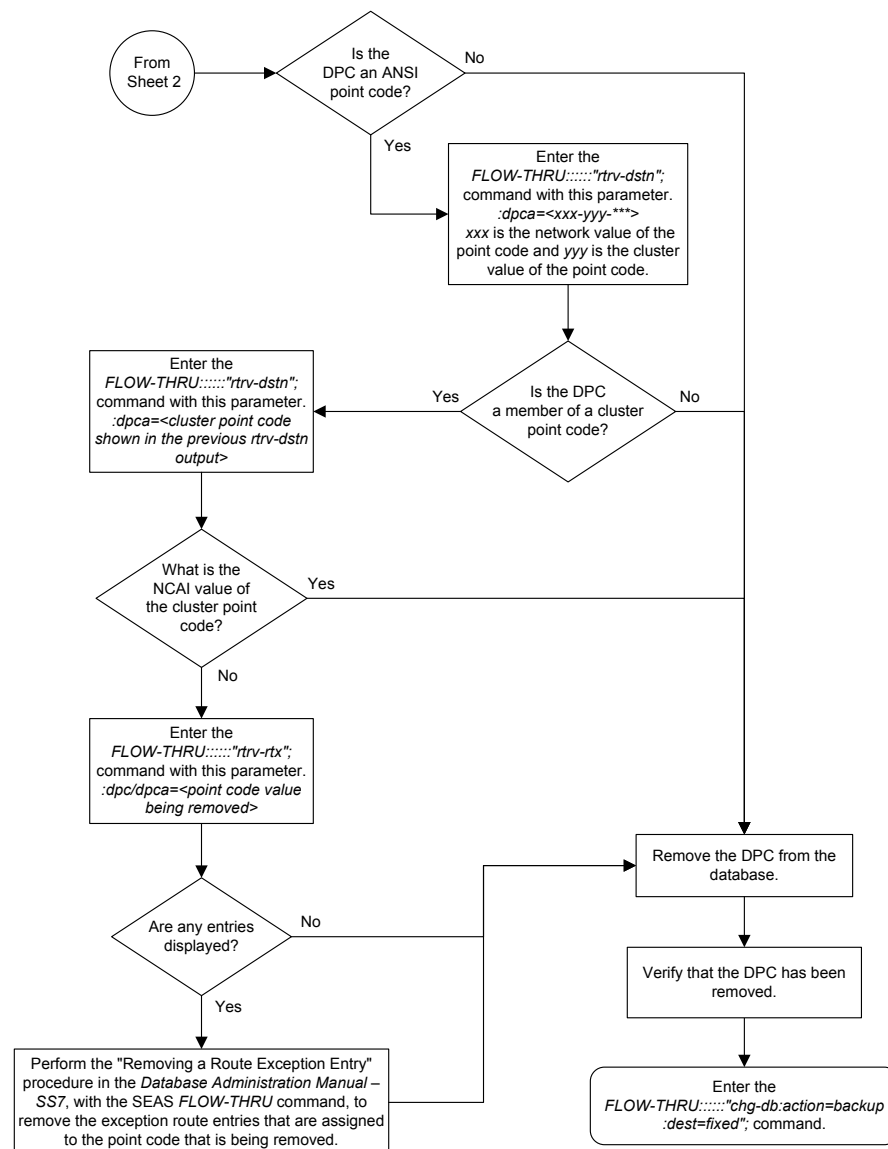 From
Sheet 2
Is the
DPC an ANSI
point code?
No
Yes
Enter the
FLOW-THRU::::::"rtrv-dstn";
command with this parameter.
:dpca=<xxx-yyy-***>
xxx is the network value of the
point code and yyy is the cluster
value of the point code.
Is the DPC
a member of a cluster
point code?
Yes
No
Enter the
FLOW-THRU::::::"rtrv-dstn";
command with this parameter.
:dpca=<cluster point code
shown in the previous rtrv-dstn
output>
What is the
NCAI value of
the cluster point
code?
Yes
No
Enter the
FLOW-THRU::::::"rtrv-rtx";
command with this parameter.
:dpc/dpca=<point code value
being removed>
Are any entries
displayed?
No
Yes
Perform the "Removing a Route Exception Entry"
procedure in the Database Administration Manual –
SS7, with the SEAS FLOW-THRU command, to
remove the exception route entries that are assigned
to the point code that is being removed.
Remove the DPC from the
database.
Verify that the DPC has been
removed.
Enter the
FLOW-THRU::::::"chg-db:action=backup
:dest=fixed"; command.